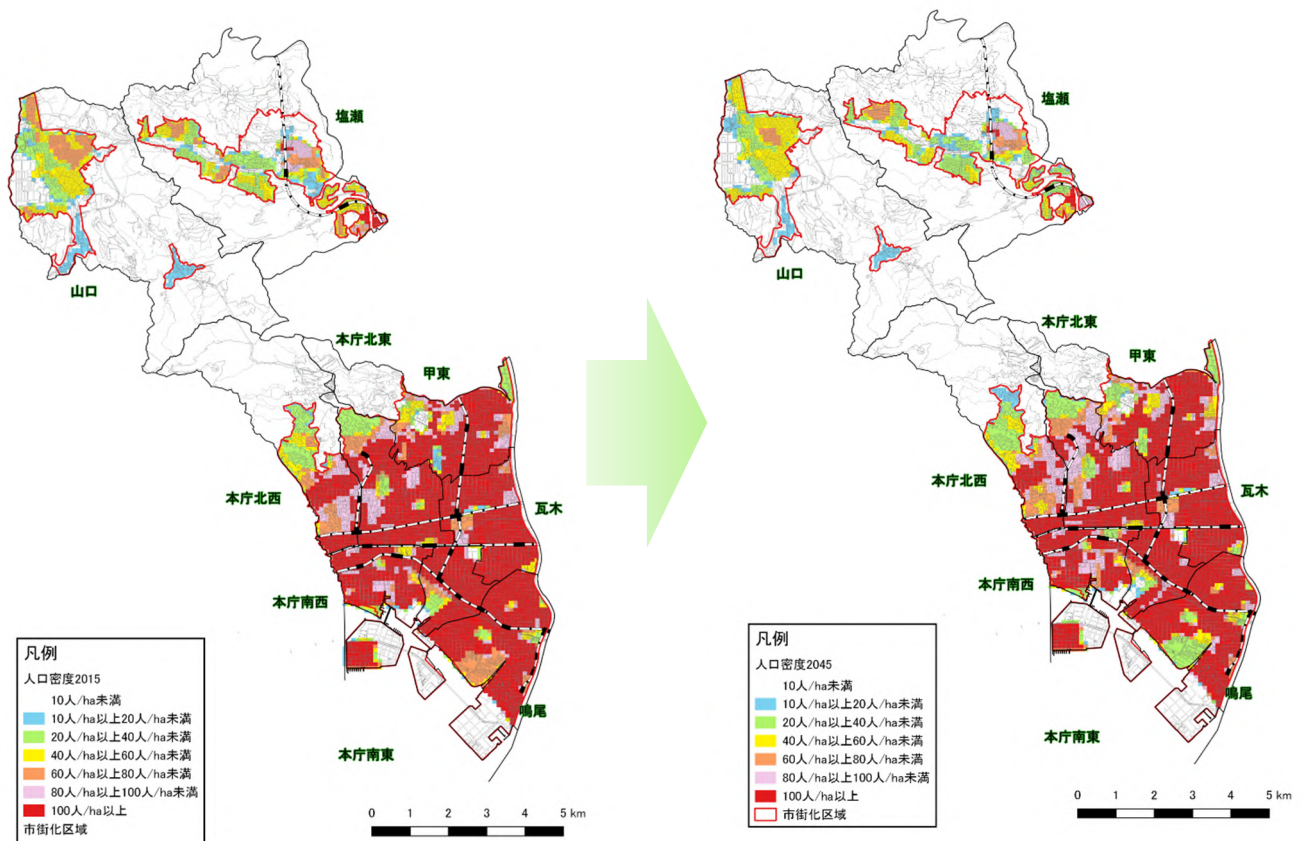 塩瀬
山口
本庁北東
甲東
本庁北西
瓦木
本庁南西
鳴尾
本庁南東
凡例
人口密度2015
10人/ha未満
10人/ha以上20人/ha未満
20人/ha以上40人/ha未満
40人/ha以上60人/ha未満
60人/ha以上80人/ha未満
80人/ha以上100人/ha未満
100人/ha以上
市街化区域
0 1 2 3 4 5 km
塩瀬
山口
本庁北東
甲東
本庁北西
瓦木
本庁南西
鳴尾
本庁南東
凡例
人口密度2045
10人/ha未満
10人/ha以上20人/ha未満
20人/ha以上40人/ha未満
40人/ha以上60人/ha未満
60人/ha以上80人/ha未満
80人/ha以上100人/ha未満
100人/ha以上
市街化区域
0 1 2 3 4 5 km